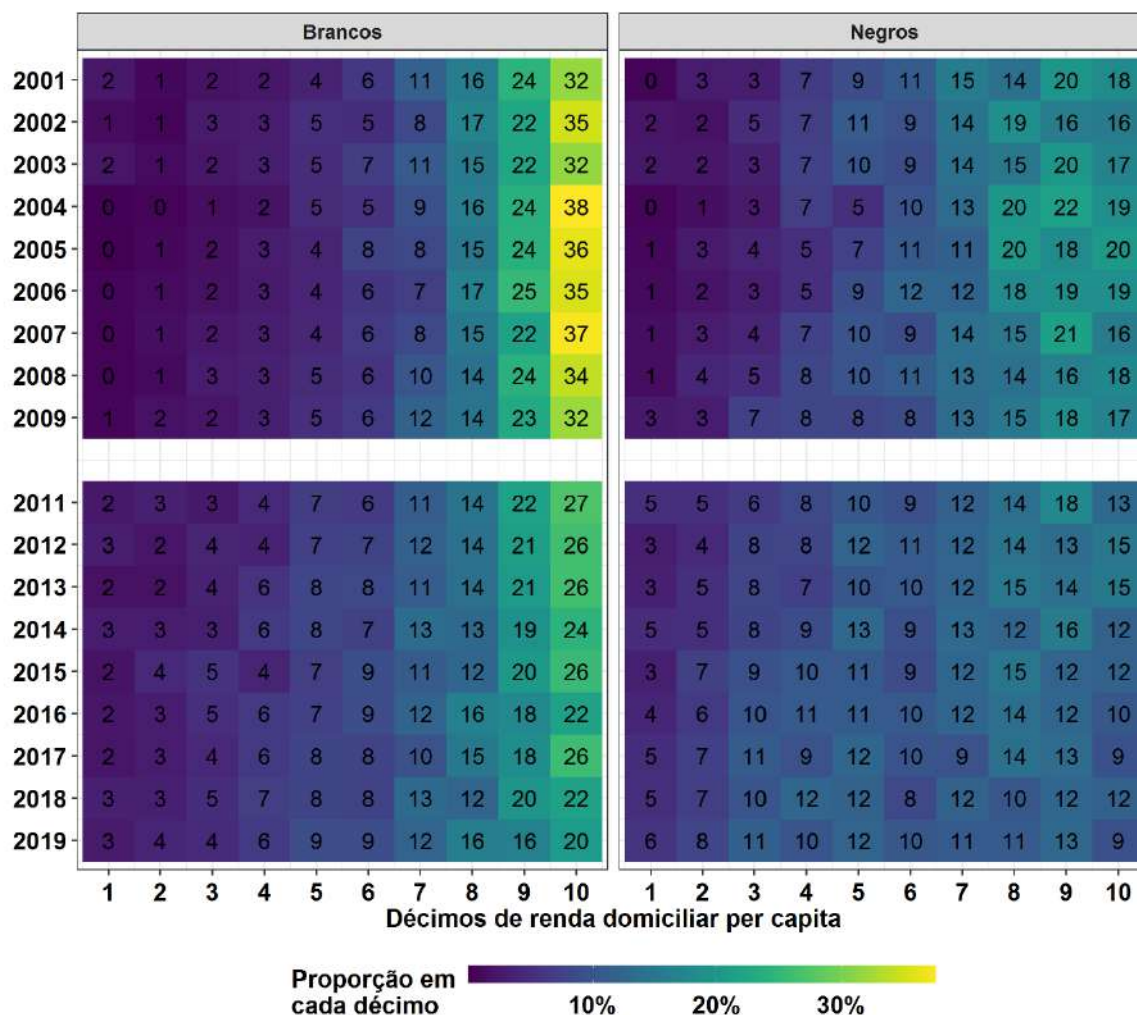 Brancos Negros
2001 2 1 2 2 4 6 11 16 24 32 0 3 3 7 9 11 15 14 20 18
2002 1 1 3 3 5 5 8 17 22 35 2 2 5 7 11 9 14 19 16 16
2003 2 1 2 3 5 7 11 15 22 32 2 2 3 7 10 9 14 15 20 17
2004 0 0 1 2 5 5 9 16 24 38 0 1 3 7 5 10 13 20 22 19
2005 0 1 2 3 4 8 8 15 24 36 1 3 4 5 7 11 11 20 18 20
2006 0 1 2 3 4 6 7 17 25 35 1 2 3 5 9 12 12 18 19 19
2007 0 1 2 3 4 6 8 15 22 37 1 3 4 7 10 9 14 15 21 16
2008 0 1 3 3 5 6 10 14 24 34 1 4 5 8 10 11 13 14 16 18
2009 1 2 2 3 5 6 12 14 23 32 3 3 7 8 8 8 13 15 18 17
2011 2 3 3 4 7 6 11 14 22 27 5 5 6 8 10 9 12 14 18 13
2012 3 2 4 4 7 7 12 14 21 26 3 4 8 8 12 11 12 14 13 15
2013 2 2 4 6 8 8 11 14 21 26 3 5 8 7 10 10 12 15 14 15
2014 3 3 3 6 8 7 13 13 19 24 5 5 8 9 13 9 13 12 16 12
2015 2 4 5 4 7 9 11 12 20 26 3 7 9 10 11 9 12 15 12 12
2016 2 3 5 6 7 9 12 16 18 22 4 6 10 11 11 10 12 14 12 10
2017 2 3 4 6 8 8 10 15 18 26 5 7 11 9 12 10 9 14 13 9
2018 3 3 5 7 8 8 13 12 20 22 5 7 10 12 12 8 12 10 12 12
2019 3 4 4 6 9 9 12 16 16 20 6 8 11 10 12 10 11 11 13 9
1 2 3 4 5 6 7 8 9 10 1 2 3 4 5 6 7 8 9 10
Décimos de renda domiciliar per capita
Proporção em
cada décimo 10% 20% 30%